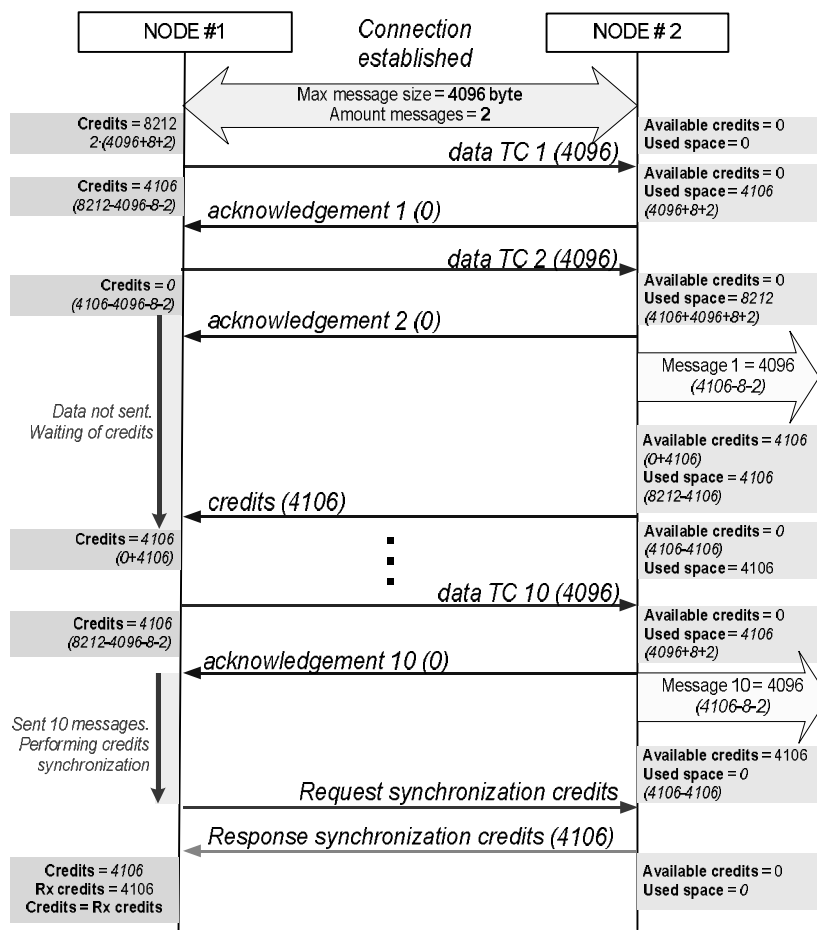 NODE #1
Connection
established
NODE # 2
Max message size = 4096 byte
Amount messages = 2
Credits = 8212
2·(4096+8+2)
Available credits = 0
Used space = 0
data TC 1 (4096)
Credits = 4106
(8212-4096-8-2)
Available credits = 0
Used space = 4106
(4096+8+2)
acknowledgement 1 (0)
data TC 2 (4096)
Credits = 0
(4106-4096-8-2)
Available credits = 0
Used space = 8212
(4106+4096+8+2)
acknowledgement 2 (0)
Message 1 = 4096
(4106-8-2)
Data not sent.
Waiting of credits
Available credits = 4106
(0+4106)
Used space = 4106
(8212-4106)
credits (4106)
Credits = 4106
(0+4106)
Available credits = 0
(4106-4106)
Used space = 4106
data TC 10 (4096)
Credits = 4106
(8212-4096-8-2)
Available credits = 0
Used space = 4106
(4096+8+2)
acknowledgement 10 (0)
Message 10 = 4096
(4106-8-2)
Sent 10 messages.
Performing credits
synchronization
Available credits = 4106
Used space = 0
(4106-4106)
Request synchronization credits
Response synchronization credits (4106)
Credits = 4106
Rx credits = 4106
Credits = Rx credits
Available credits = 0
Used space = 0